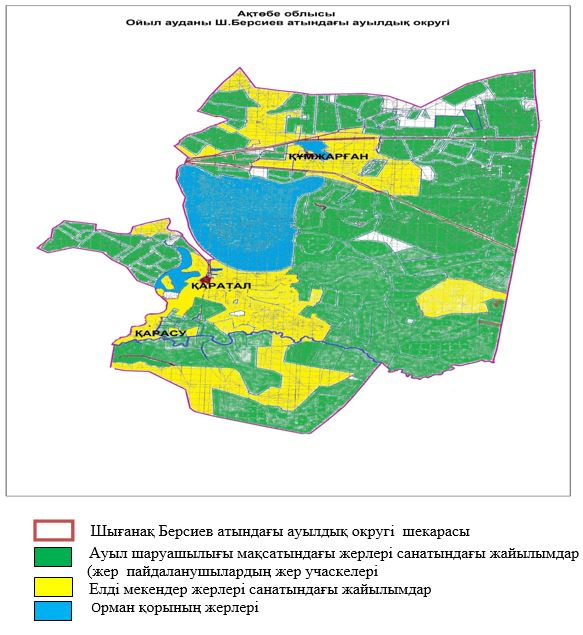 Ақтөбе облысы
Ойыл ауданы Ш.Берсиев атындағы ауылдық округі
ҚҰМЖАРҒАН
ҚАРАТАЛ
ҚАРАСУ
Шығанақ Берсиев атындағы ауылдық округі шекарасы
Ауыл шаруашылығы мақсатындағы жерлері санатындағы жайылымдар
(жер пайдаланушылардың жер учаскелері
Елді мекендер жерлері санатындағы жайылымдар
Орман қорының жерлері